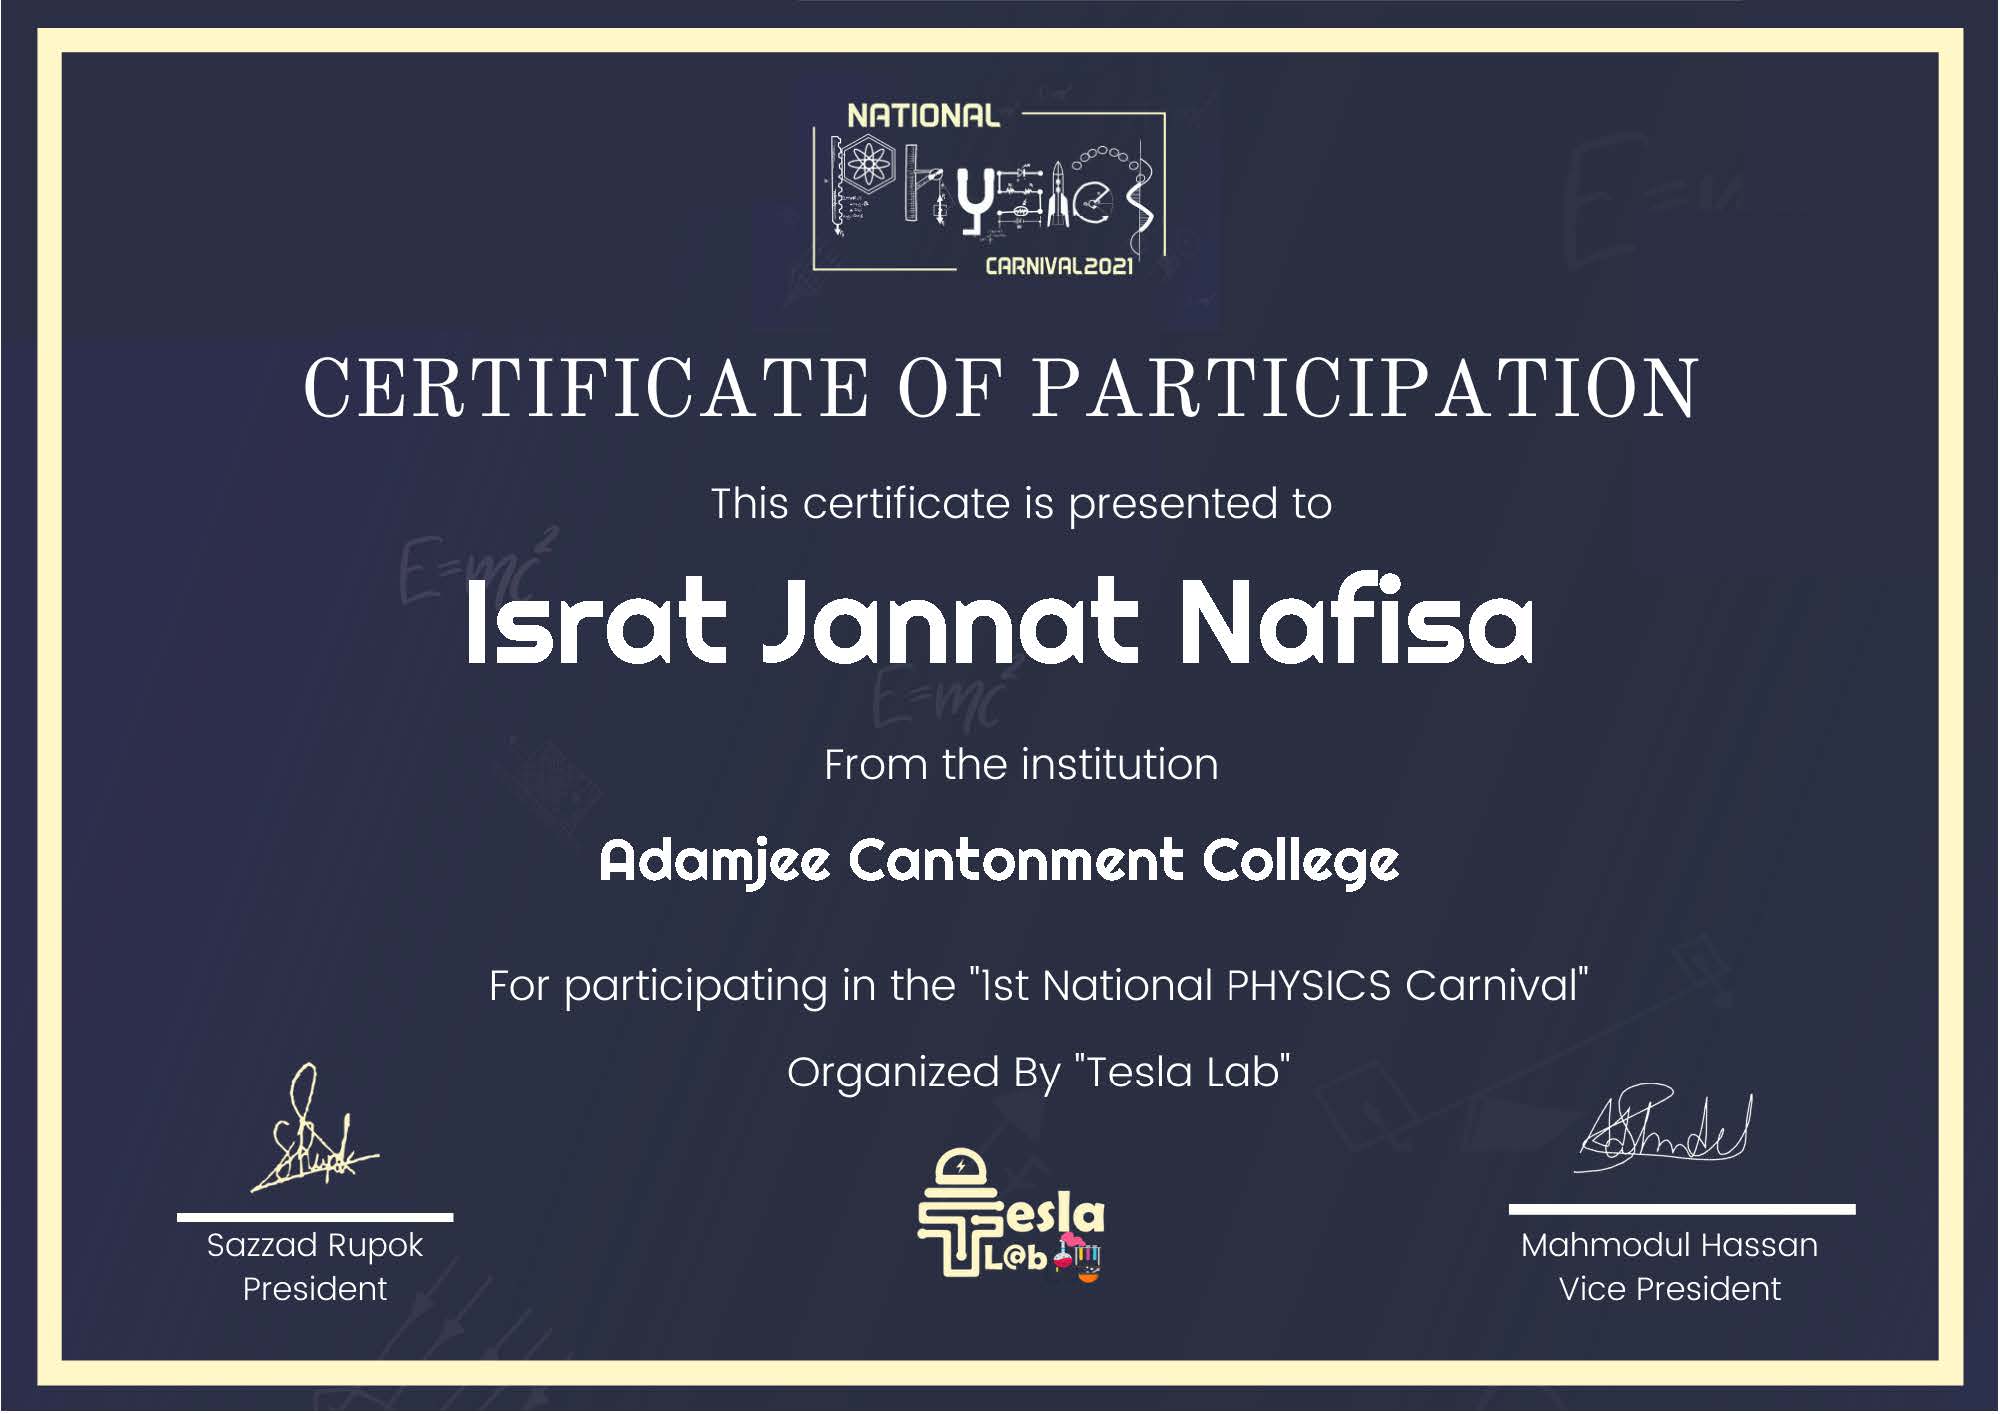 NATIONAL
Physics
CARNIVAL2021
CERTIFICATE OF PARTICIPATION
This certificate is presented to
E=mc²
Israt Jannat Nafisa
E=mc²
From the institution
Adamjee Cantonment College
For participating in the "1st National PHYSICS Carnival"
Organized By "Tesla Lab"
Tesla
L@b
Sazzad Rupok
President
Mahmodul Hassan
Vice President